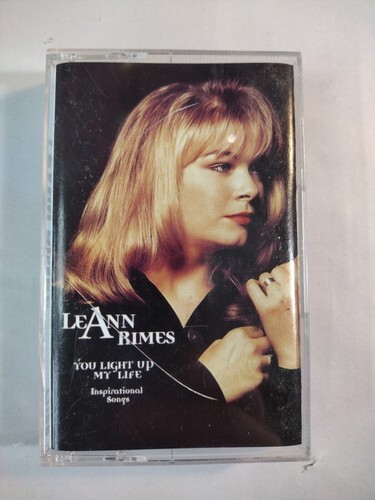 LeAnn
Rimes
You Light Up
My Life
Inspirational
Songs